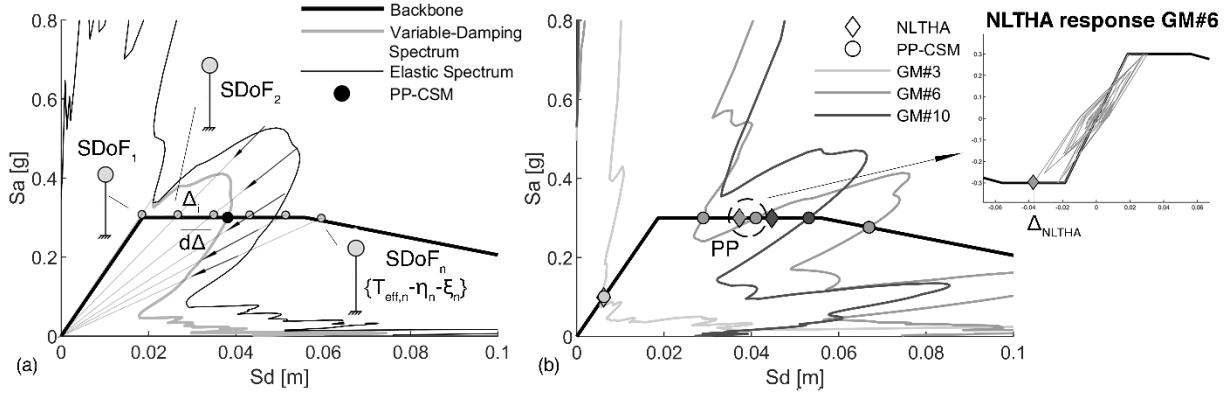 Backbone
Variable-Damping
Spectrum
Elastic Spectrum
PP-CSM
SDoF2
SDoF1
Δi
dΔ
SDoFn
{Teff,n-ηn-ξn}
0.8
0.6
0.4
0.2
0
0
0.02
0.04
0.06
0.08
0.1
Sa [g]
Sd [m]
(a)
NLTHA
PP-CSM
GM#3
GM#6
GM#10
PP
0.8
0.6
0.4
0.2
0
0
0.02
0.04
0.06
0.08
0.1
Sa [g]
Sd [m]
(b)
NLTHA response GM#6
0.3
0.2
0.1
0
-0.1
-0.2
-0.3
-0.06
-0.04
-0.02
0
0.02
0.04
0.06
ΔNLTHA